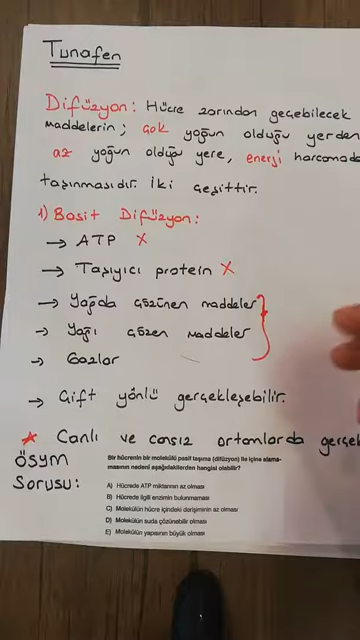 Tunafen
Difüzyon: Hücre zarından geçebilecek
maddelerin; çok yoğun olduğu yerden
az yoğun olduğu yere, enerji harcamada
taşınmasıdır. İki çeşittir.
1) Basit Difüzyon:
→ ATP X
→ Taşıyıcı protein X
→ Yağda çözünen maddeler
→ Yağı çözen maddeler
→ Gazlar
→ Çift yönlü gerçekleşebilir.
★ Canlı ve cansız ortamlarda gerçek
ÖSYM
Sorusu:
Bir hücrenin bir molekülü pasif taşıma (difüzyon) ile içine alama-
masının nedeni aşağıdakilerden hangisi olabilir?
A) Hücrede ATP miktarının az olması
B) Hücrede ilgili enzimin bulunmaması
C) Molekülün hücre içindeki derişiminin az olması
D) Molekülün suda çözünebilir olması
E) Molekülün yapısının büyük olması